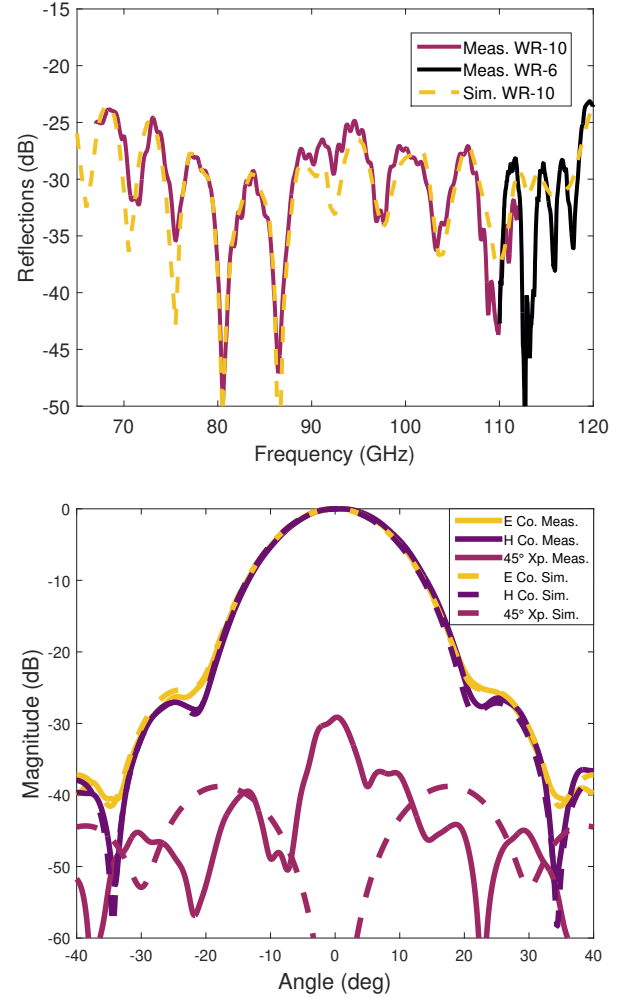 -15
-20
-25
-30
-35
-40
-45
-50
Reflections (dB)
Meas. WR-10
Meas. WR-6
Sim. WR-10
70 80 90 100 110 120
Frequency (GHz)
0
-10
-20
-30
-40
-50
-60
Magnitude (dB)
E Co. Meas.
H Co. Meas.
45° Xp. Meas.
E Co. Sim.
H Co. Sim.
45° Xp. Sim.
-40 -30 -20 -10 0 10 20 30 40
Angle (deg)